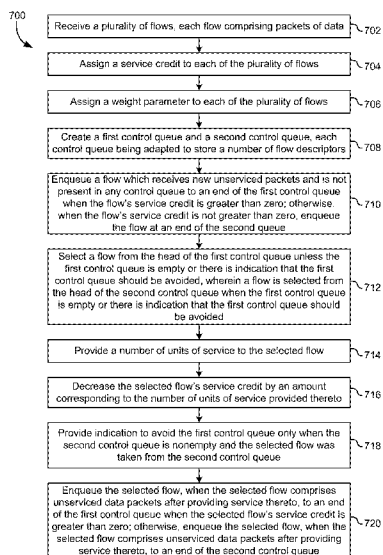 700
Receive a plurality of flows, each flow comprising packets of data
702
Assign a service credit to each of the plurality of flows
704
Assign a weight parameter to each of the plurality of flows
706
Create a first control queue and a second control queue, each
control queue being adapted to store a number of flow descriptors
708
Enqueue a flow which receives new unserviced packets and is not
present in any control queue to an end of the first control queue
when the flow's service credit is greater than zero; otherwise,
when the flow's service credit is not greater than zero, enqueue
the flow at an end of the second queue
710
Select a flow from the head of the first control queue unless the
first control queue is empty or there is indication that the first
control queue should be avoided, wherein a flow is selected from
the head of the second control queue when the first control queue
is empty or there is indication that the first control queue should
be avoided
712
Provide a number of units of service to the selected flow
714
Decrease the selected flow's service credit by an amount
corresponding to the number of units of service provided thereto
716
Provide indication to avoid the first control queue only when the
second control queue is nonempty and the selected flow was
taken from the second control queue
718
Enqueue the selected flow, when the selected flow comprises
unserviced data packets after providing service thereto, to an end
of the first control queue when the selected flow's service credit is
greater than zero; otherwise, enqueue the selected flow, when the
selected flow comprises unserviced data packets after providing
service thereto, to an end of the second control queue
720